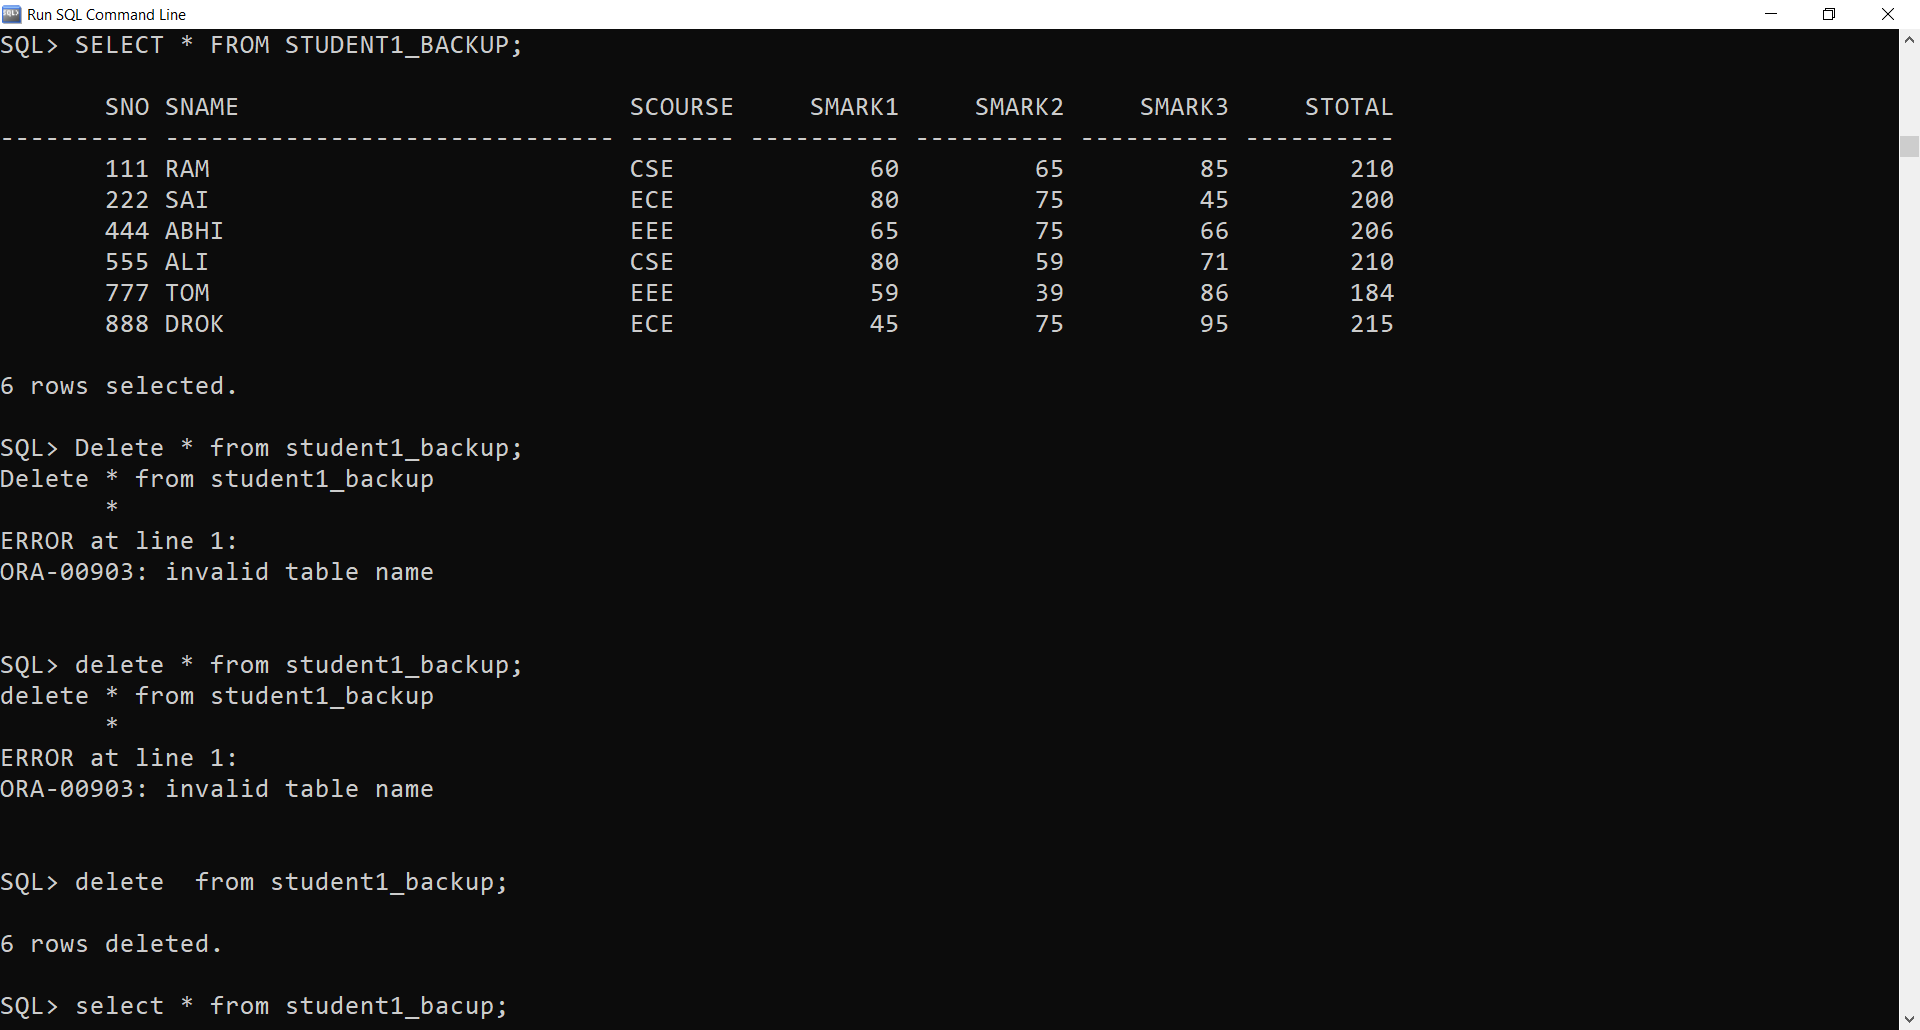 Run SQL Command Line
SQL> SELECT * FROM STUDENT1_BACKUP;
       SNO SNAME                          SCOURSE     SMARK1     SMARK2     SMARK3     STOTAL
---------- ------------------------------ ------- ---------- ---------- ---------- ----------
       111 RAM                            CSE             60         65         85        210
       222 SAI                            ECE             80         75         45        200
       444 ABHI                           EEE             65         75         66        206
       555 ALI                            CSE             80         59         71        210
       777 TOM                            EEE             59         39         86        184
       888 DROK                           ECE             45         75         95        215
6 rows selected.
SQL> Delete * from student1_backup;
Delete * from student1_backup
       *
ERROR at line 1:
ORA-00903: invalid table name
SQL> delete * from student1_backup;
delete * from student1_backup
       *
ERROR at line 1:
ORA-00903: invalid table name
SQL> delete  from student1_backup;
6 rows deleted.
SQL> select * from student1_bacup;